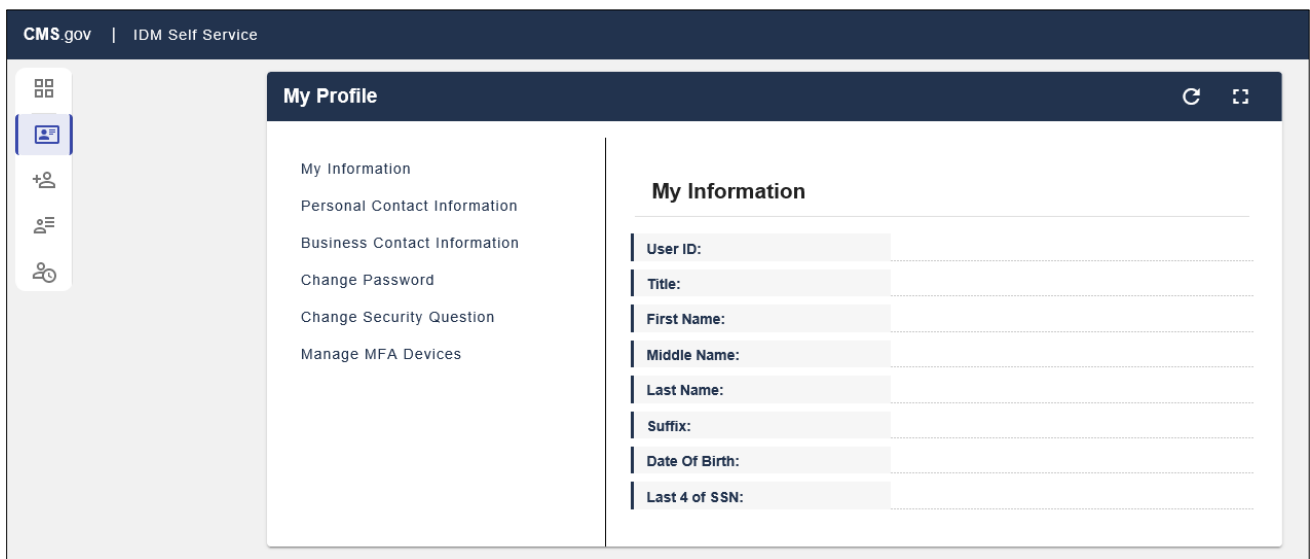 CMS.gov | IDM Self Service
My Profile
My Information
Personal Contact Information
Business Contact Information
Change Password
Change Security Question
Manage MFA Devices
My Information
User ID:
Title:
First Name:
Middle Name:
Last Name:
Suffix:
Date Of Birth:
Last 4 of SSN: